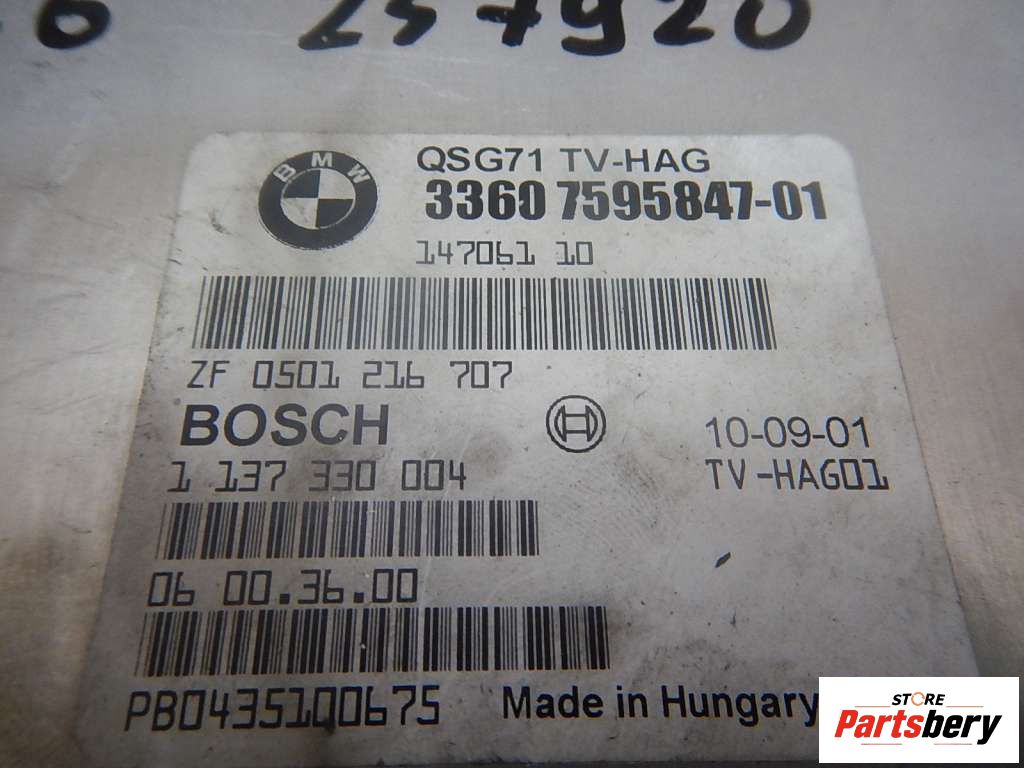 257920
BMW
QSG71 TV-HAG
3360 7595847-01
147061 10
ZF 0501 216 707
BOSCH
10-09-01
1 137 330 004
TV-HAG01
06 00.36.00
PB0435100675
Made in Hungary
STORE
Partsbery